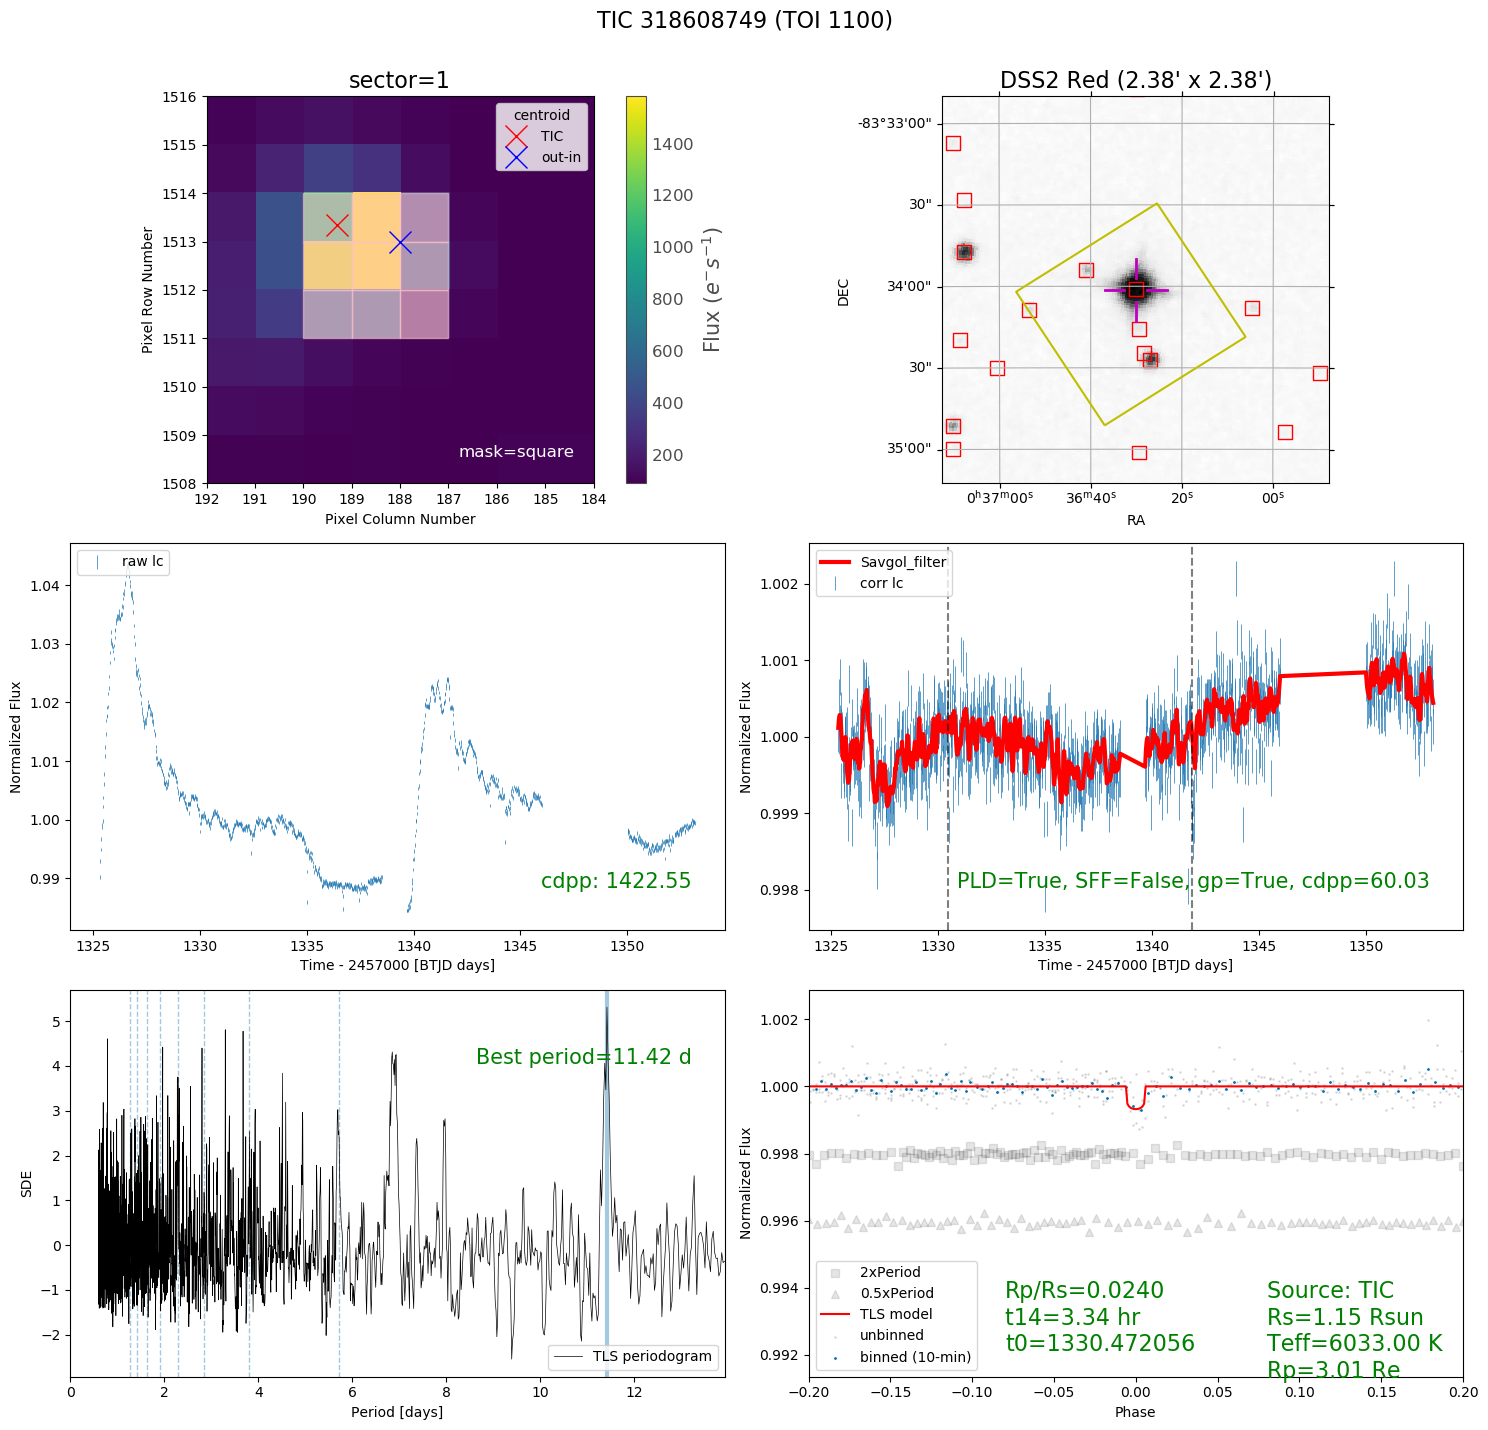 TIC 318608749 (TOI 1100)
sector=1
1516
1515
1514
1513
1512
1511
1510
1509
1508
192 191 190 189 188 187 186 185 184
Pixel Row Number
Pixel Column Number
centroid
TIC
out-in
mask=square
1400
1200
1000
800
600
400
200
Flux (e⁻ s⁻¹)
DSS2 Red (2.38' x 2.38')
-83°33'00"
30"
34'00"
30"
35'00"
DEC
0ʰ37ᵐ00ˢ 36ᵐ40ˢ 20ˢ 00ˢ
RA
raw lc
1.04
1.03
1.02
1.01
1.00
0.99
Normalized Flux
cdpp: 1422.55
1325 1330 1335 1340 1345 1350
Time - 2457000 [BTJD days]
Savgol_filter
corr lc
1.002
1.001
1.000
0.999
0.998
Normalized Flux
PLD=True, SFF=False, gp=True, cdpp=60.03
1325 1330 1335 1340 1345 1350
Time - 2457000 [BTJD days]
5
4
3
2
1
0
−1
−2
SDE
Best period=11.42 d
TLS periodogram
0 2 4 6 8 10 12
Period [days]
1.002
1.000
0.998
0.996
0.994
0.992
Normalized Flux
2xPeriod
0.5xPeriod
TLS model
unbinned
binned (10-min)
Rp/Rs=0.0240
t14=3.34 hr
t0=1330.472056
Source: TIC
Rs=1.15 Rsun
Teff=6033.00 K
Rp=3.01 Re
−0.20 −0.15 −0.10 −0.05 0.00 0.05 0.10 0.15 0.20
Phase